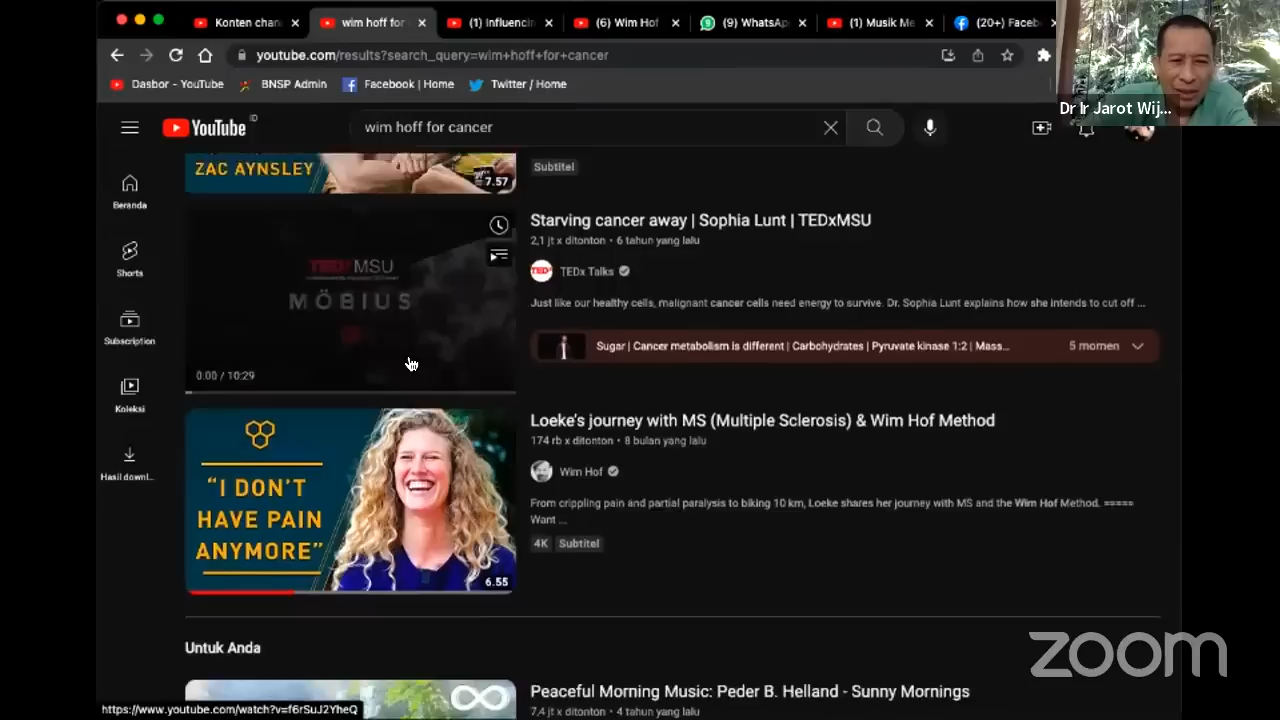 Konten chan
wim hoff for
(1) Influencin
(6) Wim Hof
(9) WhatsAp
(1) Musik Me
(20+) Faceb
youtube.com/results?search_query=wim+hoff+for+cancer
Dasbor - YouTube
BNSP Admin
Facebook | Home
Twitter / Home
Dr Ir Jarot Wij...
YouTube ID
wim hoff for cancer
Beranda
Shorts
Subscription
Koleksi
Hasil downl...
ZAC AYNSLEY
7.57
Subtitel
TEDxMSU
MÖBIUS
0:00 / 10:29
Starving cancer away | Sophia Lunt | TEDxMSU
2,1 jt x ditonton • 6 tahun yang lalu
TEDx
TEDx Talks
Just like our healthy cells, malignant cancer cells need energy to survive. Dr. Sophia Lunt explains how she intends to cut off ...
Sugar | Cancer metabolism is different | Carbohydrates | Pyruvate kinase 1:2 | Mass...
5 momen
"I DON'T
HAVE PAIN
ANYMORE"
6.55
Loeke's journey with MS (Multiple Sclerosis) & Wim Hof Method
174 rb x ditonton • 8 bulan yang lalu
Wim Hof
From crippling pain and partial paralysis to biking 10 km, Loeke shares her journey with MS and the Wim Hof Method. =====
Want ...
4K
Subtitel
Untuk Anda
Peaceful Morning Music: Peder B. Helland - Sunny Mornings
7,4 jt x ditonton • 4 tahun yang lalu
https://www.youtube.com/watch?v=f6rSuJ2YheQ
zoom